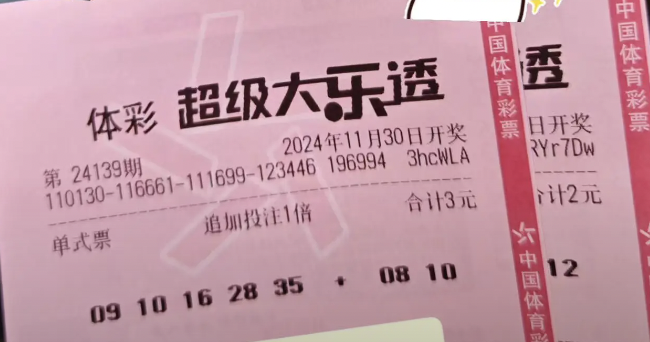 体彩 超级大乐透
第 24139期 2024年11月30日开奖
110130-116661-111699-123446 196994 3hcWLA
单式票 追加投注1倍 合计3元
09 10 16 28 35 + 08 10
中国体育彩票
中国体育彩
透
日开奖
RYr7Dw
计2元
12
中国体育彩票